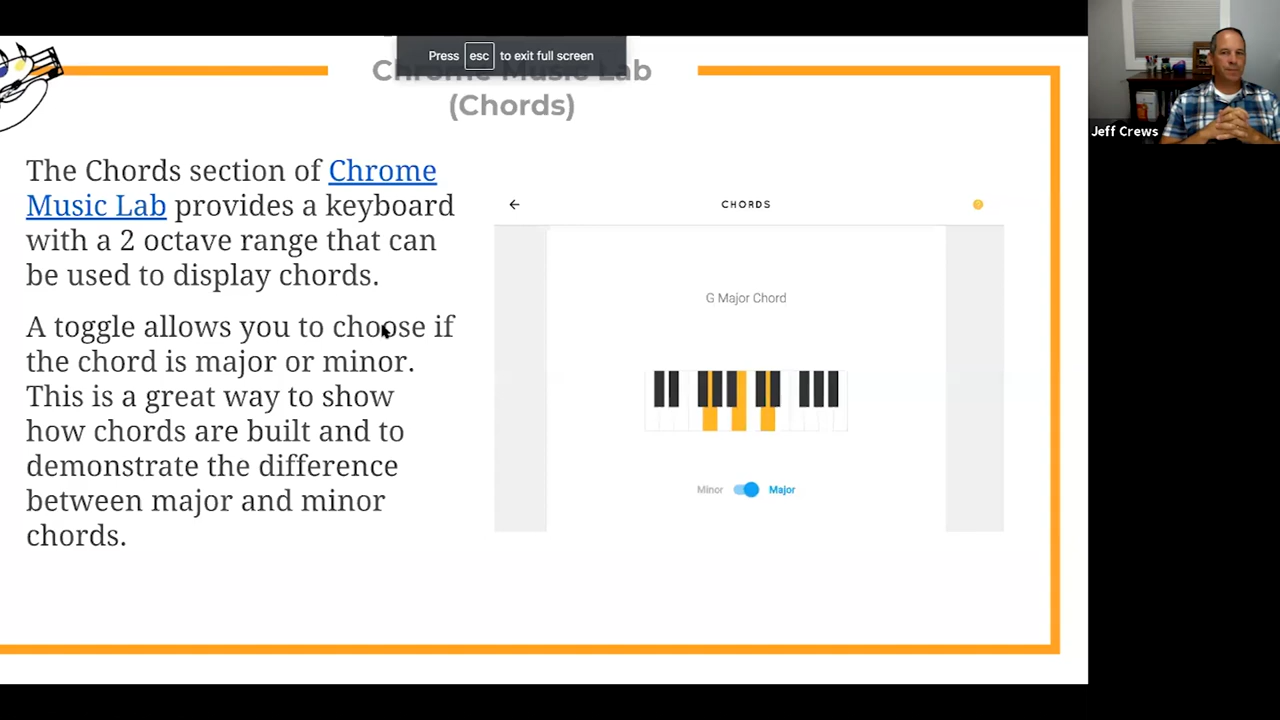 Press esc to exit full screen
Chrome Music Lab
(Chords)
Jeff Crews
The Chords section of Chrome
Music Lab provides a keyboard
with a 2 octave range that can
be used to display chords.
A toggle allows you to choose if
the chord is major or minor.
This is a great way to show
how chords are built and to
demonstrate the difference
between major and minor
chords.
CHORDS
?
G Major Chord
Minor Major